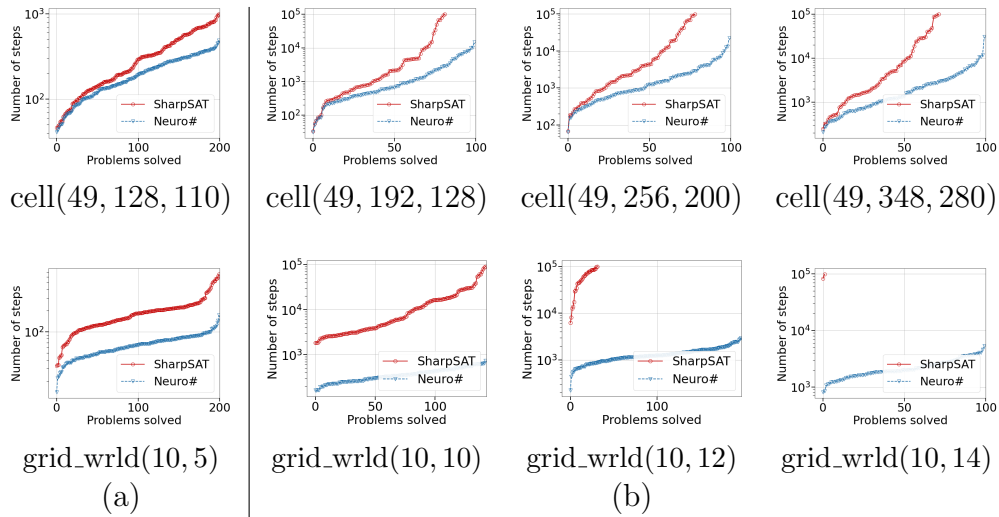 Number of steps
10³
10²
SharpSAT
Neuro#
0
100
200
Problems solved
cell(49, 128, 110)
Number of steps
10⁵
10⁴
10³
10²
SharpSAT
Neuro#
0
50
100
Problems solved
cell(49, 192, 128)
Number of steps
10⁵
10⁴
10³
10²
SharpSAT
Neuro#
0
50
100
Problems solved
cell(49, 256, 200)
Number of steps
10⁵
10⁴
10³
SharpSAT
Neuro#
0
50
100
Problems solved
cell(49, 348, 280)
Number of steps
10²
SharpSAT
Neuro#
0
100
200
Problems solved
grid_wrld(10, 5)
Number of steps
10⁵
10⁴
10³
SharpSAT
Neuro#
0
50
100
Problems solved
grid_wrld(10, 10)
Number of steps
10⁵
10⁴
10³
10²
SharpSAT
Neuro#
0
100
Problems solved
grid_wrld(10, 12)
Number of steps
10⁵
10⁴
10³
SharpSAT
Neuro#
0
50
100
Problems solved
grid_wrld(10, 14)
(a)
(b)